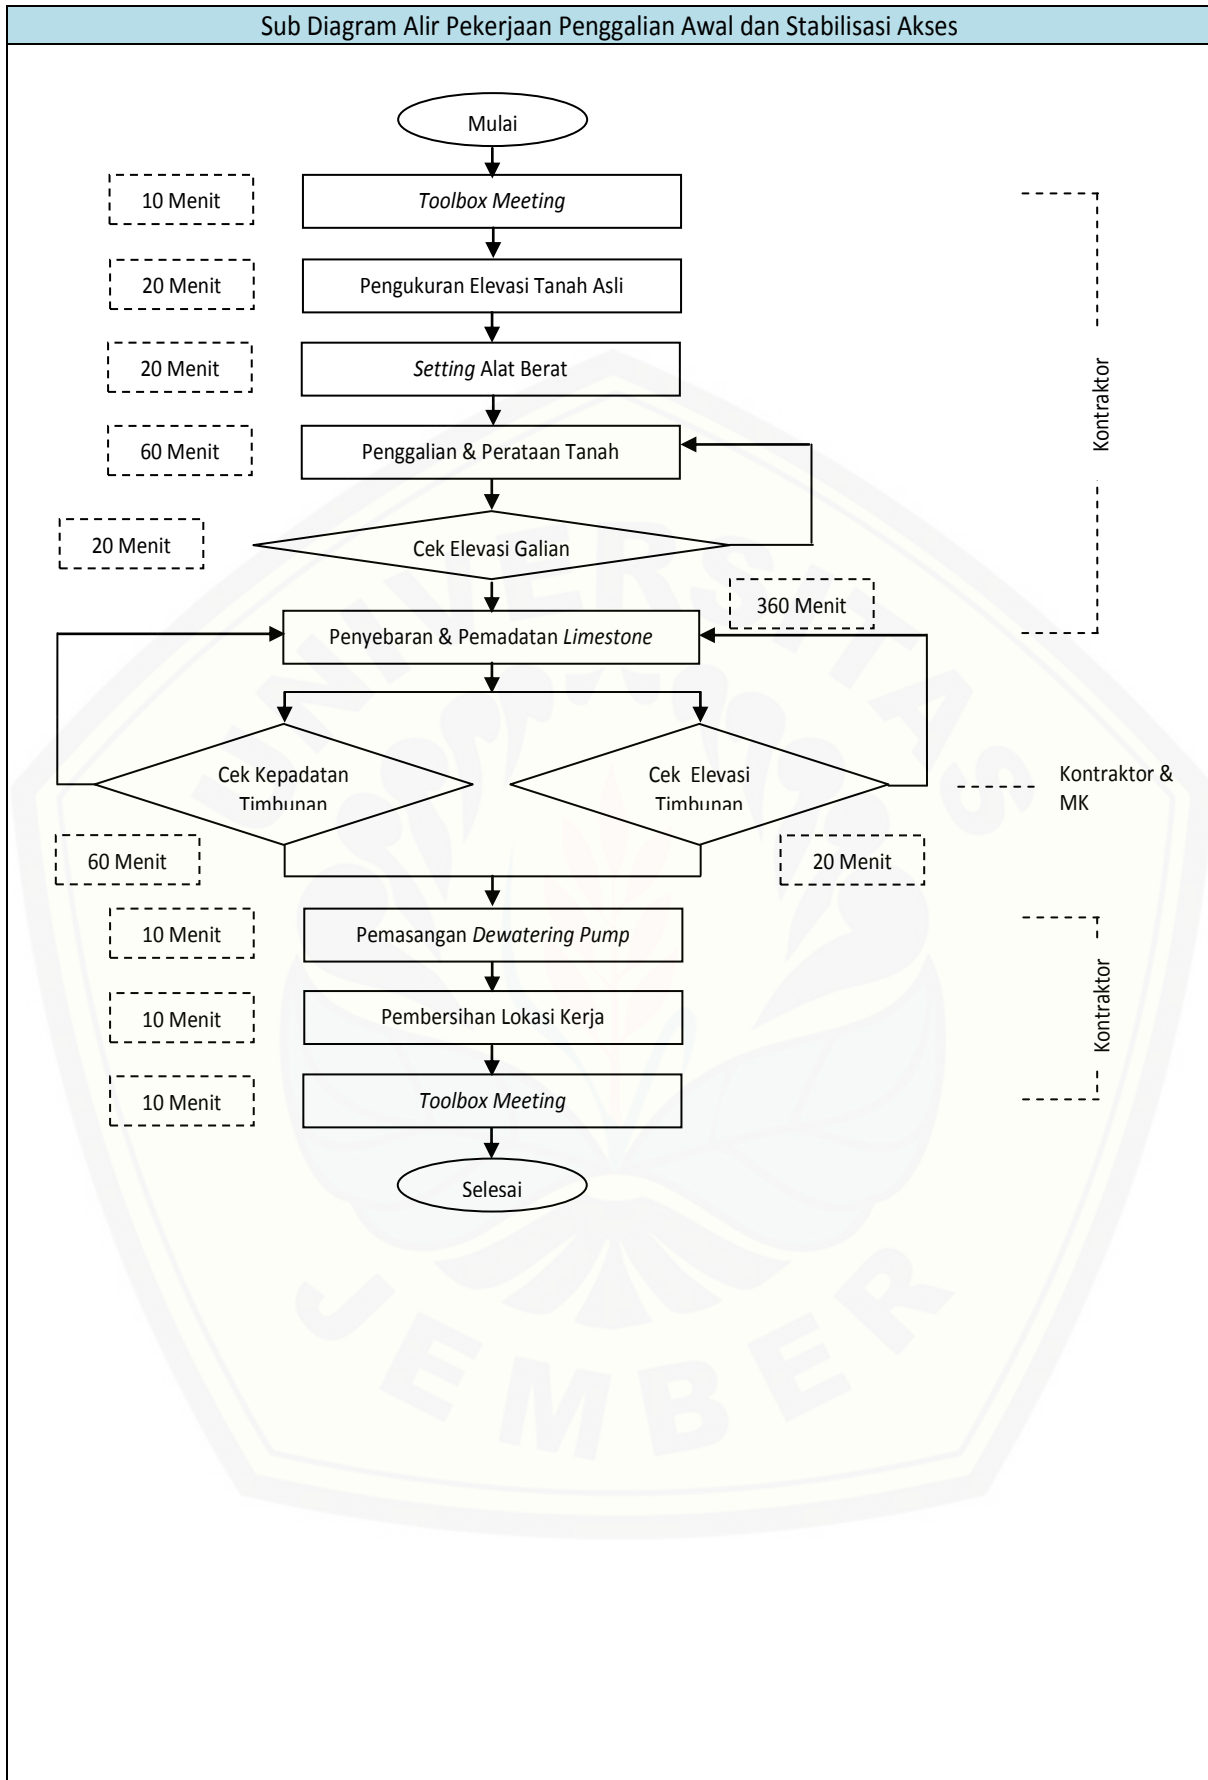 Sub Diagram Alir Pekerjaan Penggalian Awal dan Stabilisasi Akses
Mulai
10 Menit
Toolbox Meeting
20 Menit
Pengukuran Elevasi Tanah Asli
20 Menit
Setting Alat Berat
Kontraktor
60 Menit
Penggalian & Perataan Tanah
20 Menit
Cek Elevasi Galian
360 Menit
Penyebaran & Pemadatan Limestone
Cek Kepadatan
Timbunan
Cek Elevasi
Timbunan
Kontraktor &
MK
60 Menit
20 Menit
10 Menit
Pemasangan Dewatering Pump
10 Menit
Pembersihan Lokasi Kerja
Kontraktor
10 Menit
Toolbox Meeting
Selesai
UNIVERSITAS
JEMBER